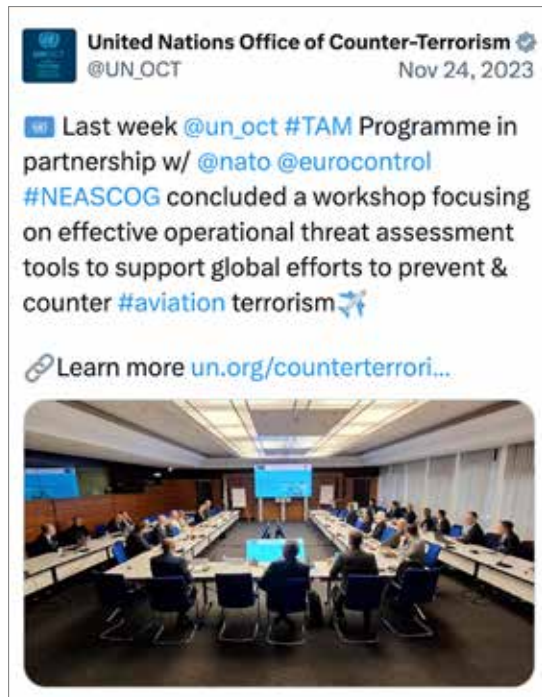 United Nations Office of Counter-Terrorism
@UN_OCT
Nov 24, 2023
Last week @un_oct #TAM Programme in
partnership w/ @nato @eurocontrol
#NEASCOG concluded a workshop focusing
on effective operational threat assessment
tools to support global efforts to prevent &
counter #aviation terrorism
Learn more un.org/counterterrori...